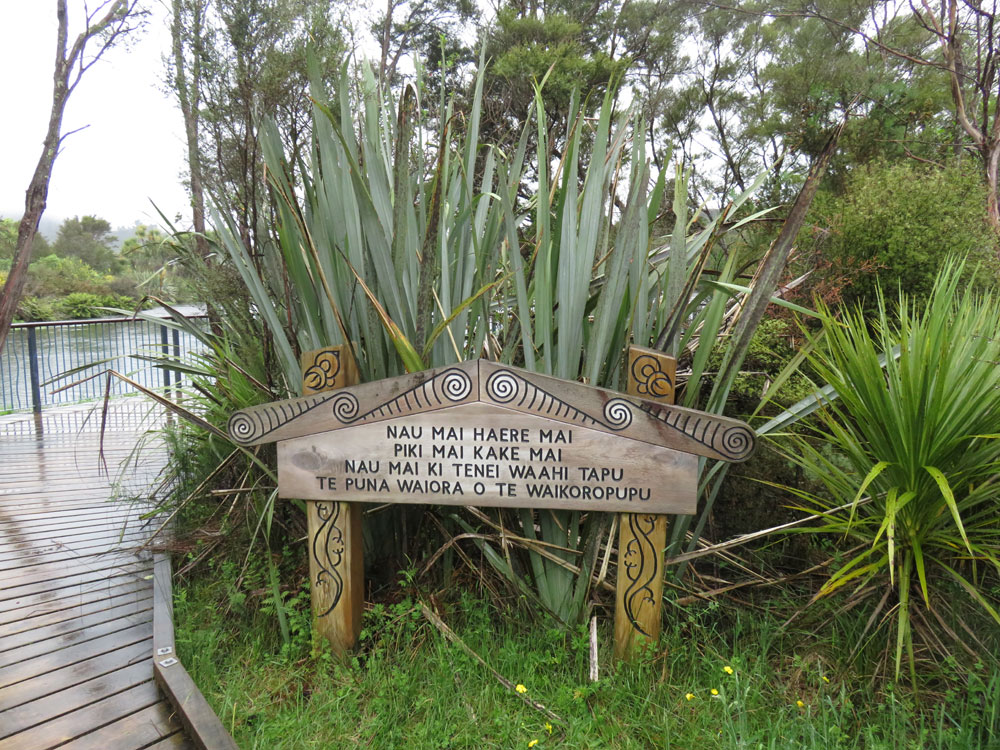 NAU MAI HAERE MAI
PIKI MAI KAKE MAI
NAU MAI KI TENEI WAAHI TAPU
TE PUNA WAIORA O TE WAIKOROPUPU